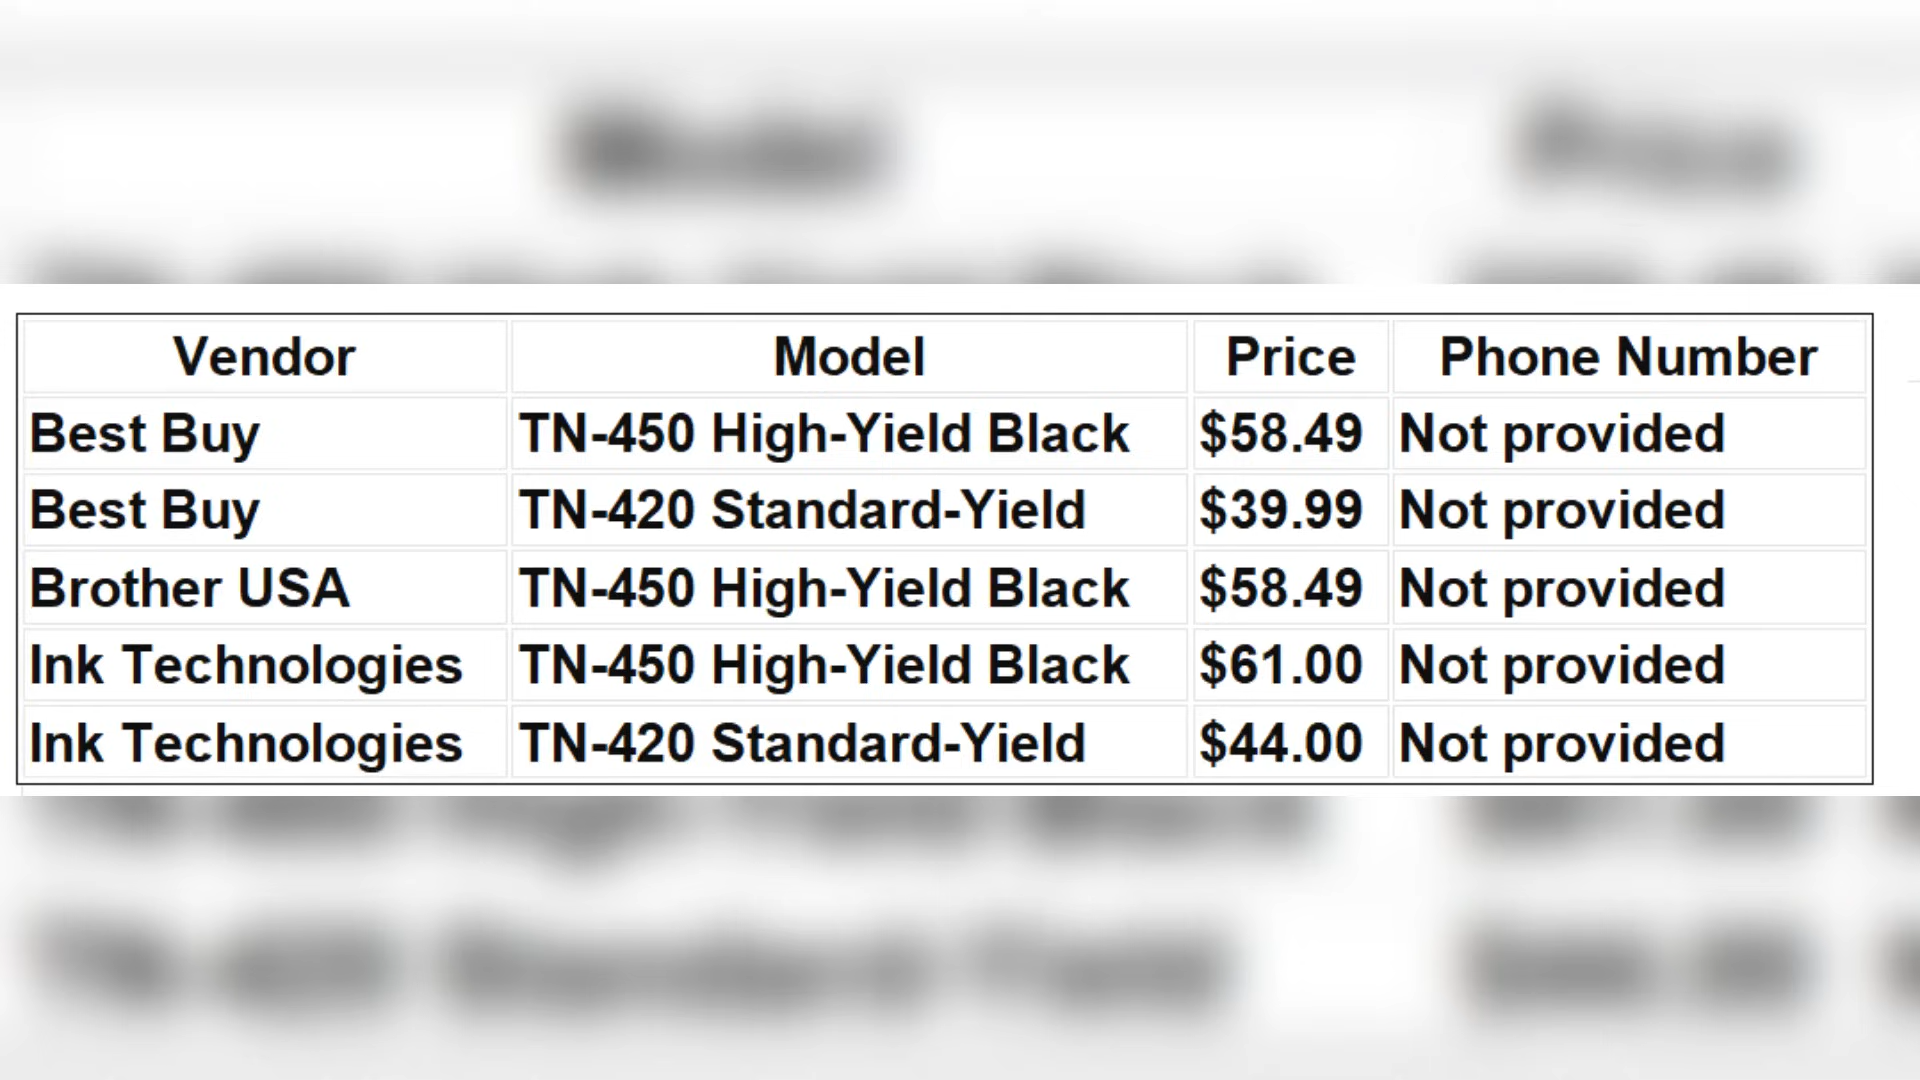 Vendor Model Price Phone Number
Best Buy TN-450 High-Yield Black $58.49 Not provided
Best Buy TN-420 Standard-Yield $39.99 Not provided
Brother USA TN-450 High-Yield Black $58.49 Not provided
Ink Technologies TN-450 High-Yield Black $61.00 Not provided
Ink Technologies TN-420 Standard-Yield $44.00 Not provided